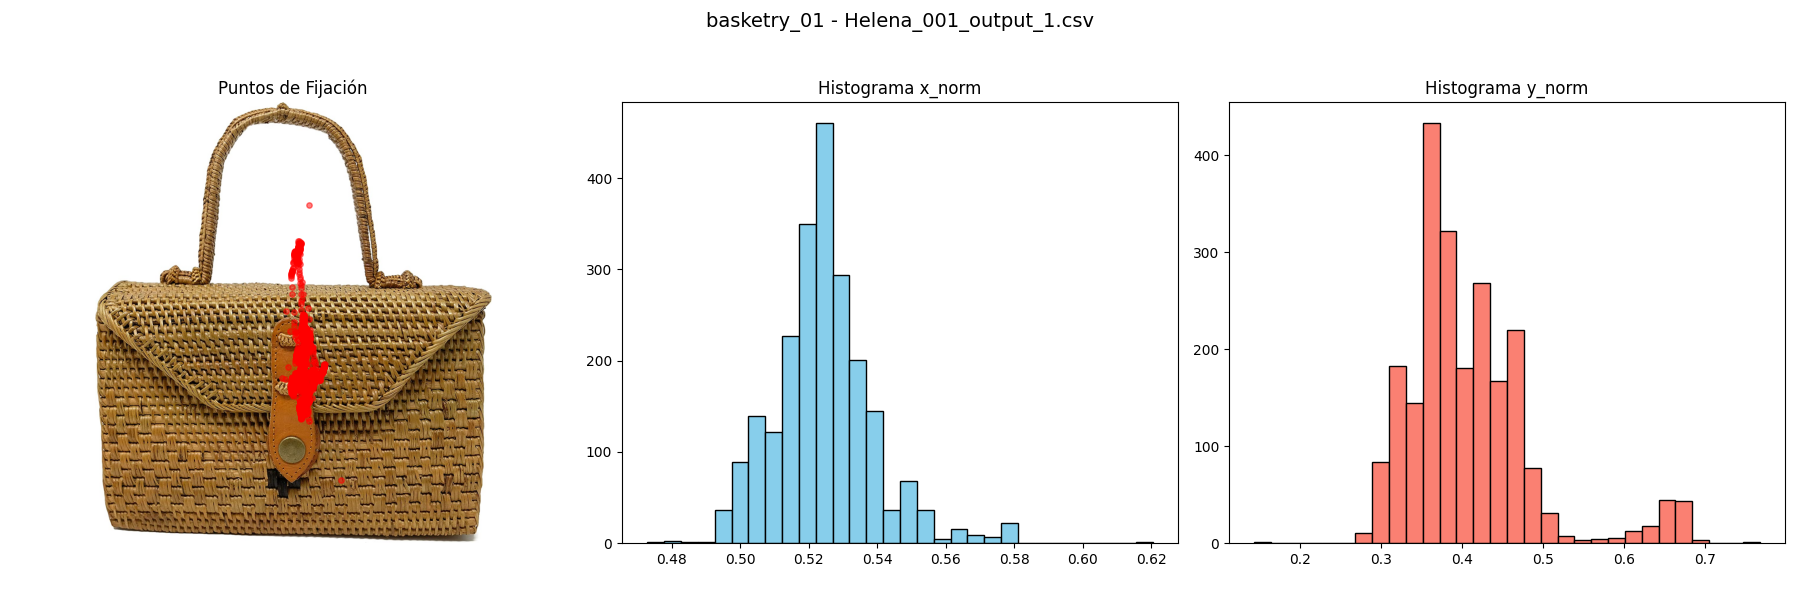 basketry_01 - Helena_001_output_1.csv
Puntos de Fijación
Histograma x_norm
400
300
200
100
0
0.48 0.50 0.52 0.54 0.56 0.58 0.60 0.62
Histograma y_norm
400
300
200
100
0
0.2 0.3 0.4 0.5 0.6 0.7